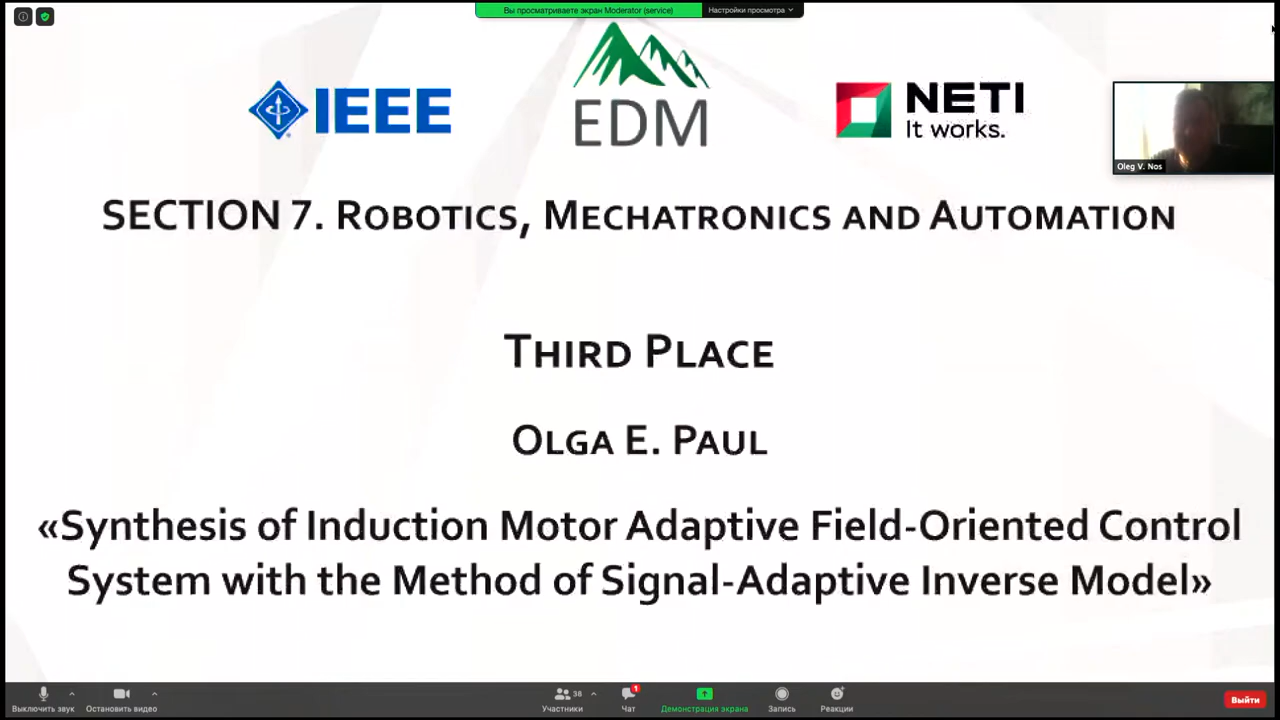 Вы просматриваете экран Moderator (service)
Настройки просмотра
IEEE
EDM
NETI
It works.
Oleg V. Nos
SECTION 7. ROBOTICS, MECHATRONICS AND AUTOMATION
THIRD PLACE
OLGA E. PAUL
«Synthesis of Induction Motor Adaptive Field-Oriented Control
System with the Method of Signal-Adaptive Inverse Model»
Выключить звук
Остановить видео
38
Участники
1
Чат
Демонстрация экрана
Запись
Реакции
Выйти